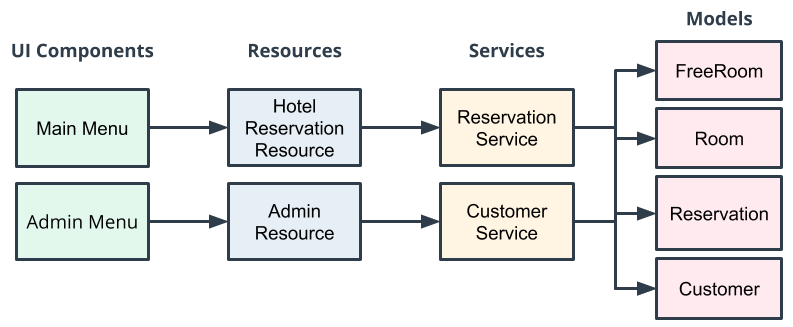 Models
UI Components
Resources
Services
FreeRoom
Main Menu
Hotel
Reservation
Resource
Reservation
Service
Room
Admin Menu
Admin
Resource
Customer
Service
Reservation
Customer